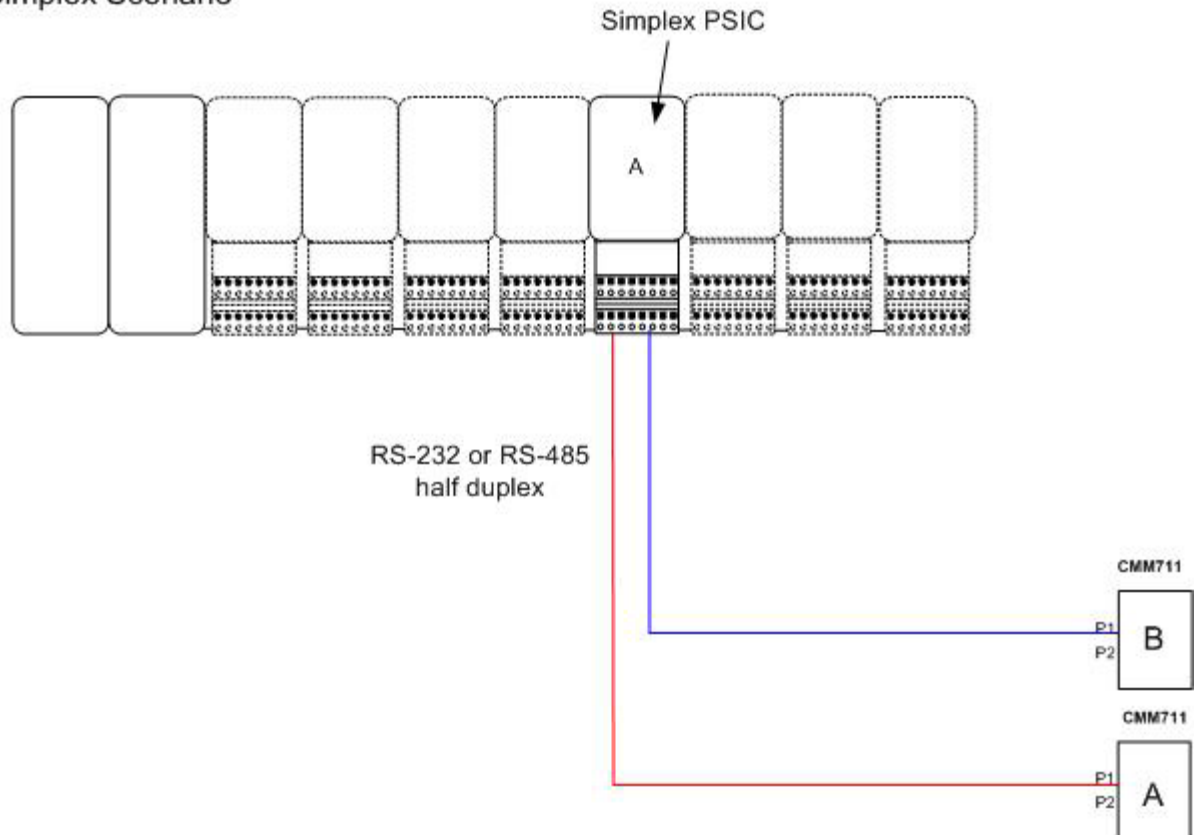 Simplex Scenario
Simplex PSIC
A
RS-232 or RS-485
half duplex
CMM711
P1
P2
B
CMM711
P1
P2
A